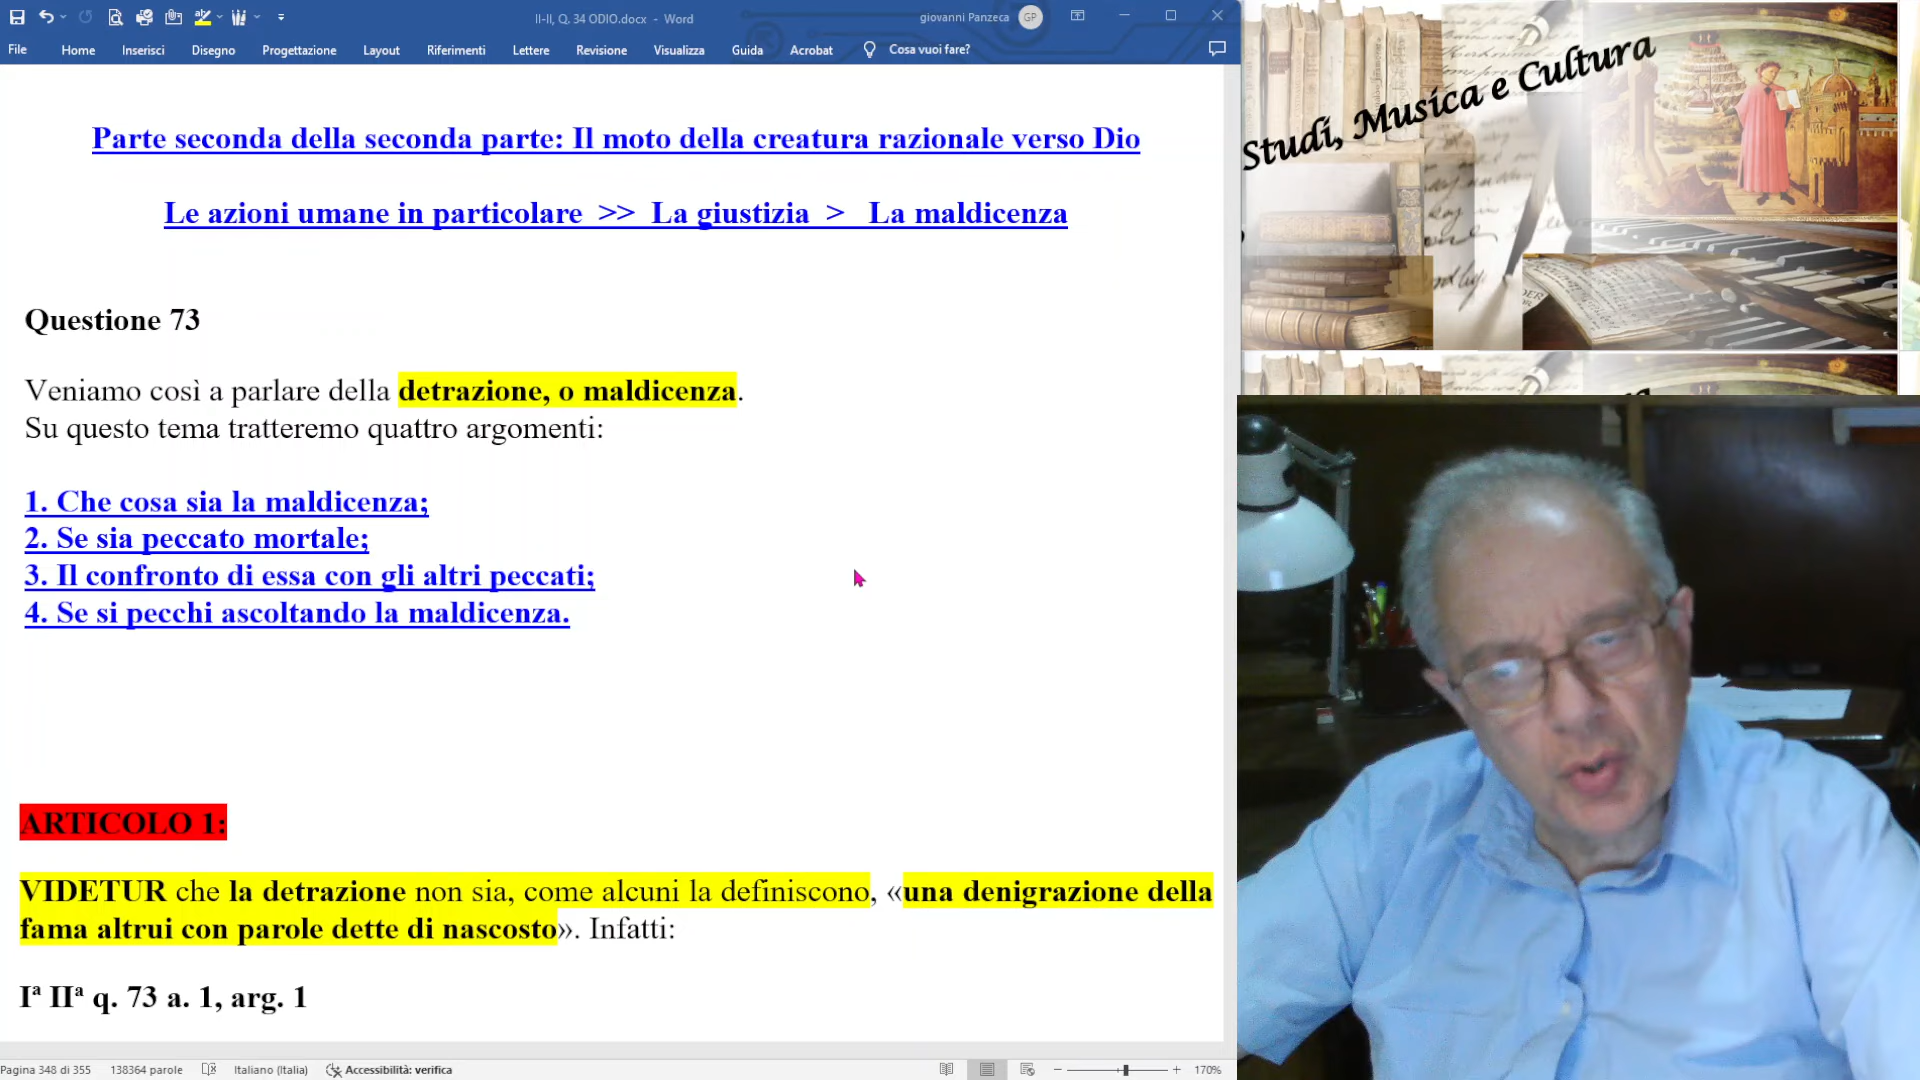 II-II, Q. 34 ODIO.docx - Word
giovanni Panzeca
GP
File Home Inserisci Disegno Progettazione Layout Riferimenti Lettere Revisione Visualizza Guida Acrobat Cosa vuoi fare?
Parte seconda della seconda parte: Il moto della creatura razionale verso Dio
Le azioni umane in particolare >> La giustizia > La maldicenza
Questione 73
Veniamo così a parlare della detrazione, o maldicenza.
Su questo tema tratteremo quattro argomenti:
1. Che cosa sia la maldicenza;
2. Se sia peccato mortale;
3. Il confronto di essa con gli altri peccati;
4. Se si pecchi ascoltando la maldicenza.
ARTICOLO 1:
VIDETUR che la detrazione non sia, come alcuni la definiscono, «una denigrazione della
fama altrui con parole dette di nascosto». Infatti:
Iª IIª q. 73 a. 1, arg. 1
Pagina 348 di 355 138364 parole Italiano (Italia) Accessibilità: verifica 170%
Studi, Musica e Cultura